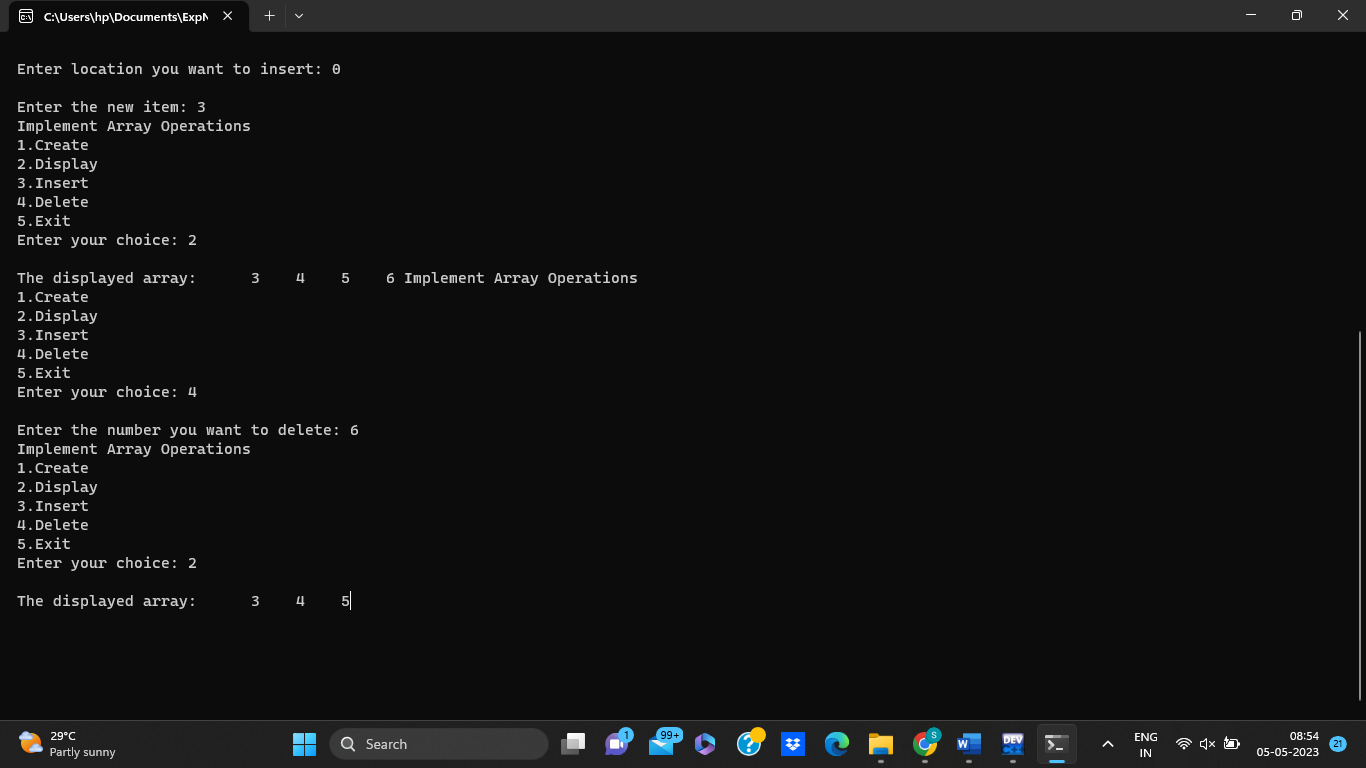 C:\Users\hp\Documents\ExpN
Enter location you want to insert: 0
Enter the new item: 3
Implement Array Operations
1.Create
2.Display
3.Insert
4.Delete
5.Exit
Enter your choice: 2
The displayed array:      3    4    5    6 Implement Array Operations
1.Create
2.Display
3.Insert
4.Delete
5.Exit
Enter your choice: 4
Enter the number you want to delete: 6
Implement Array Operations
1.Create
2.Display
3.Insert
4.Delete
5.Exit
Enter your choice: 2
The displayed array:      3    4    5
29°C
Partly sunny
Search
1
99+
S
W
DEV
ENG
IN
08:54
05-05-2023
21